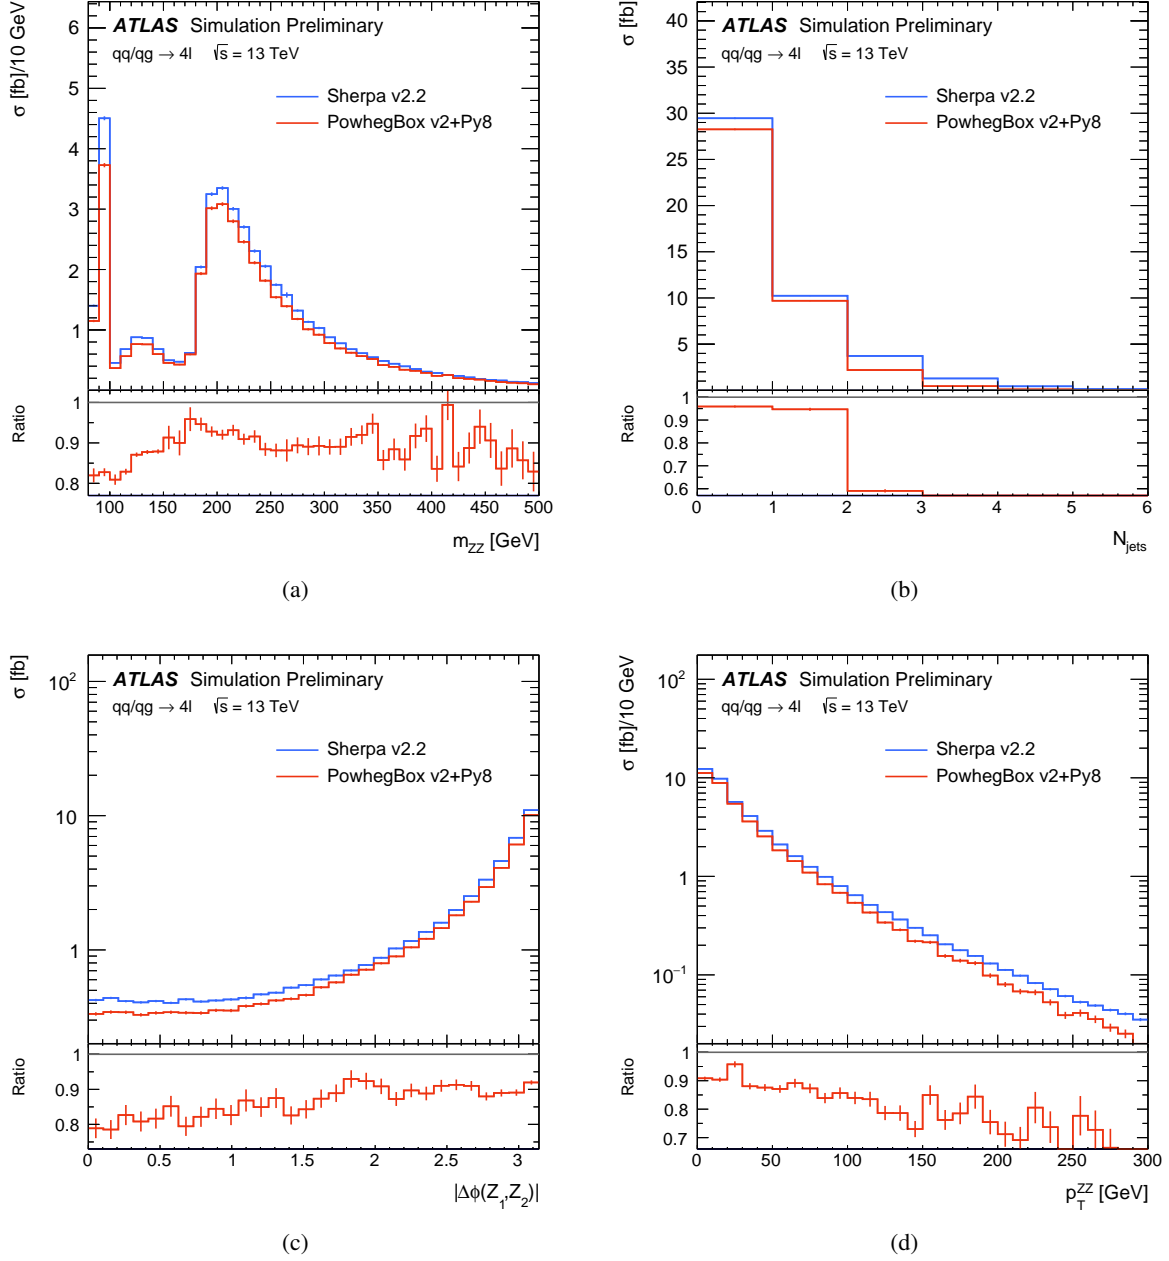 σ [fb]/10 GeV
ATLAS Simulation Preliminary
qq/qg → 4l √s = 13 TeV
Sherpa v2.2
PowhegBox v2+Py8
6
5
4
3
2
1
Ratio
1
0.9
0.8
100 150 200 250 300 350 400 450 500
m_ZZ [GeV]
(a)
σ [fb]
ATLAS Simulation Preliminary
qq/qg → 4l √s = 13 TeV
Sherpa v2.2
PowhegBox v2+Py8
40
35
30
25
20
15
10
5
Ratio
1
0.9
0.8
0.7
0.6
0 1 2 3 4 5 6
N_jets
(b)
σ [fb]
ATLAS Simulation Preliminary
qq/qg → 4l √s = 13 TeV
Sherpa v2.2
PowhegBox v2+Py8
10²
10
1
Ratio
1
0.9
0.8
0 0.5 1 1.5 2 2.5 3
|Δϕ(Z₁,Z₂)|
(c)
σ [fb]/10 GeV
ATLAS Simulation Preliminary
qq/qg → 4l √s = 13 TeV
Sherpa v2.2
PowhegBox v2+Py8
10²
10
1
10⁻¹
Ratio
1
0.9
0.8
0.7
0 50 100 150 200 250 300
p_T^ZZ [GeV]
(d)